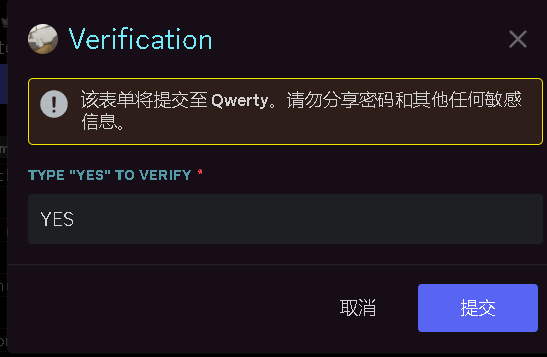 Verification
该表单将提交至 Qwerty。请勿分享密码和其他任何敏感
信息。
TYPE "YES" TO VERIFY *
YES
取消
提交